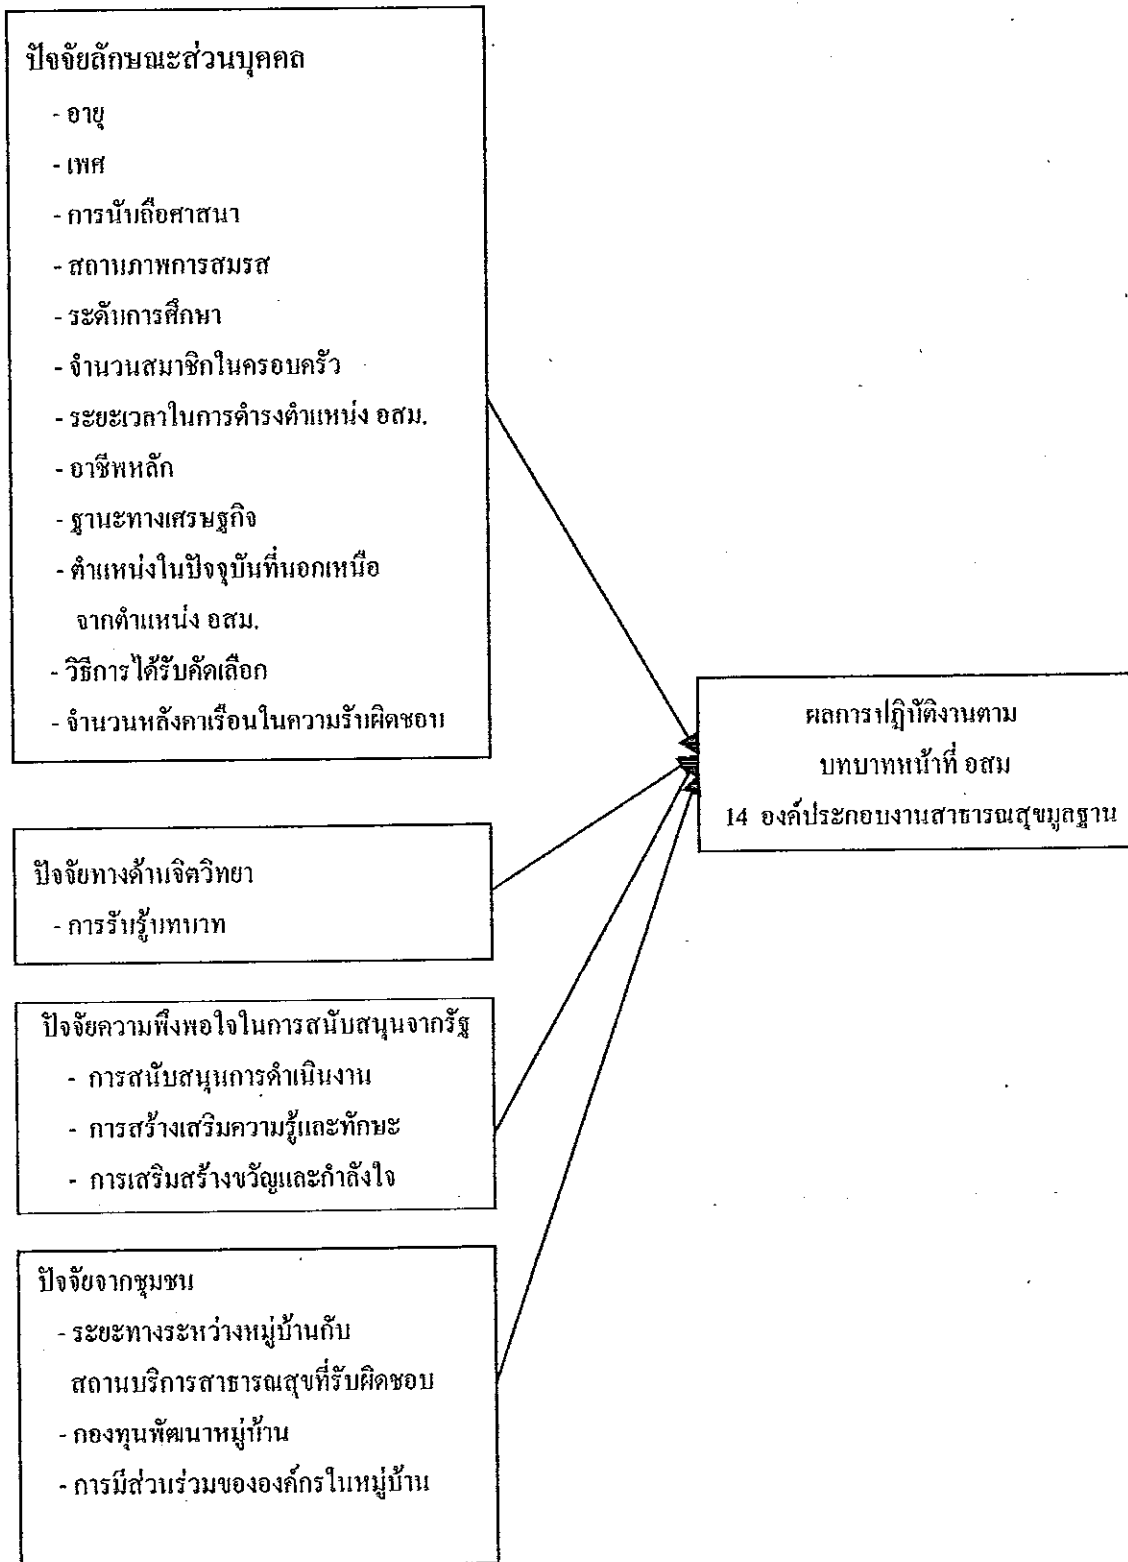 ปัจจัยลักษณะส่วนบุคคล
- อายุ
- เพศ
- การนับถือศาสนา
- สถานภาพการสมรส
- ระดับการศึกษา
- จำนวนสมาชิกในครอบครัว
- ระยะเวลาในการดำรงตำแหน่ง อสม.
- อาชีพหลัก
- ฐานะทางเศรษฐกิจ
- ตำแหน่งในปัจจุบันที่นอกเหนือ
จากตำแหน่ง อสม.
- วิธีการได้รับคัดเลือก
- จำนวนหลังคาเรือนในความรับผิดชอบ
ปัจจัยทางด้านจิตวิทยา
- การรับรู้บทบาท
ปัจจัยความพึงพอใจในการสนับสนุนจากรัฐ
- การสนับสนุนการดำเนินงาน
- การสร้างเสริมความรู้และทักษะ
- การเสริมสร้างขวัญและกำลังใจ
ปัจจัยจากชุมชน
- ระยะทางระหว่างหมู่บ้านกับ
สถานบริการสาธารณสุขที่รับผิดชอบ
- กองทุนพัฒนาหมู่บ้าน
- การมีส่วนร่วมขององค์กรในหมู่บ้าน
ผลการปฏิบัติงานตาม
บทบาทหน้าที่ อสม
14 องค์ประกอบงานสาธารณสุขมูลฐาน